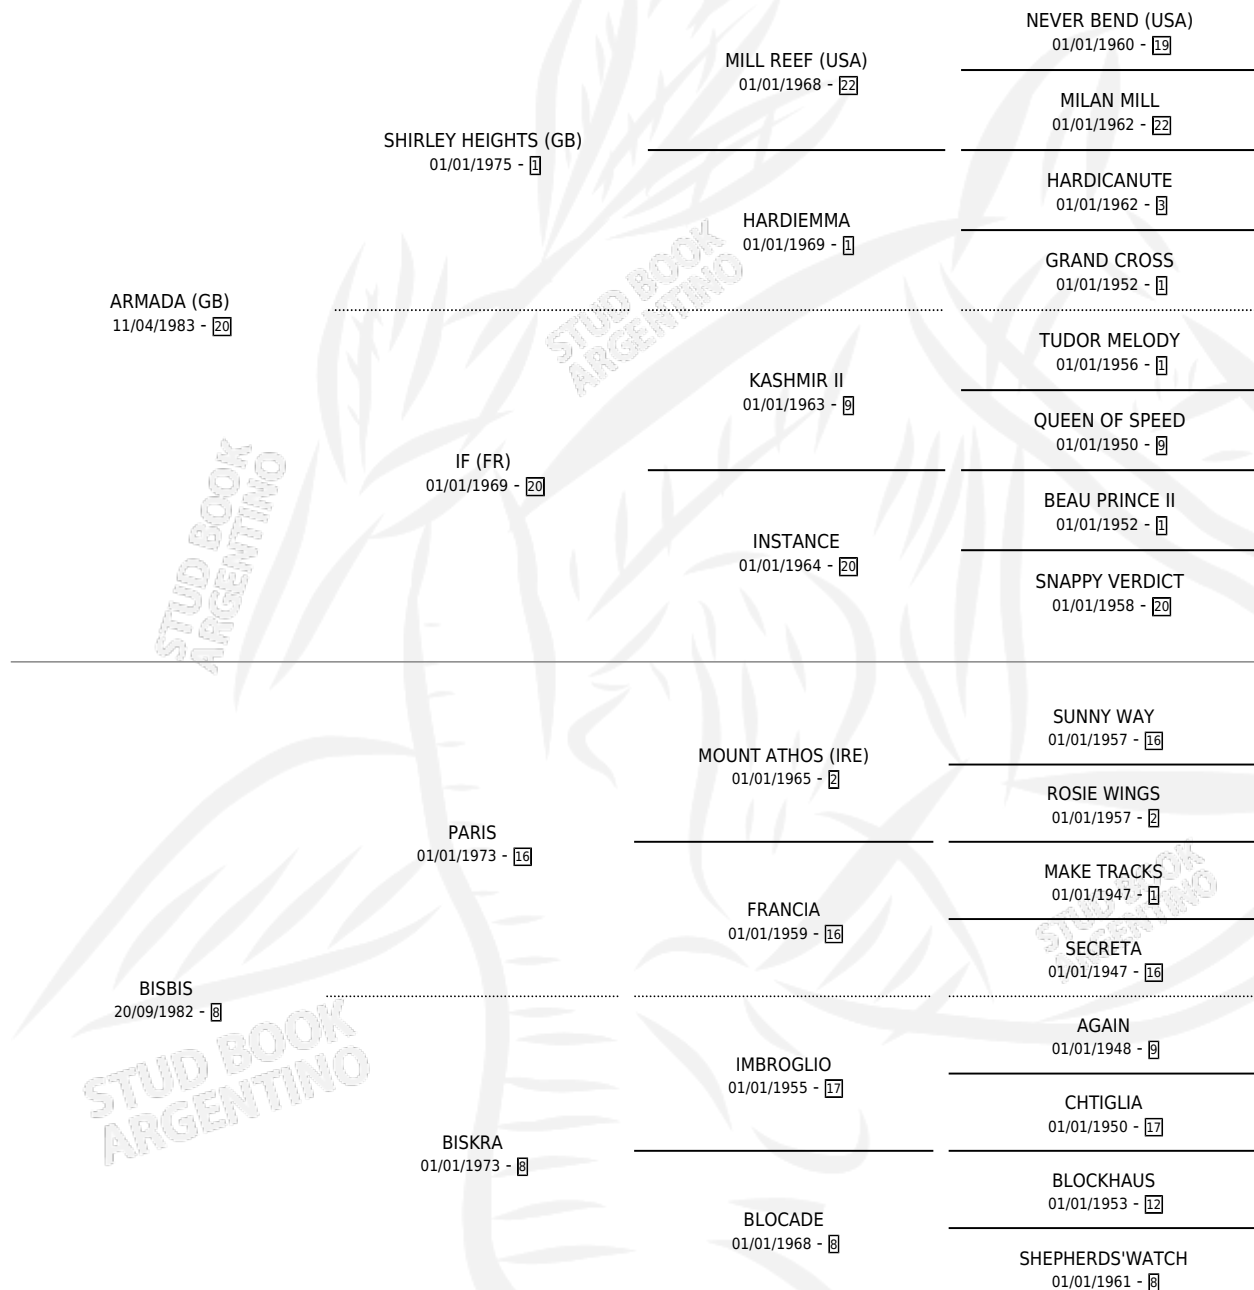 NEVER BEND (USA)
01/01/1960 - 19
MILL REEF (USA)
01/01/1968 - 22
MILAN MILL
01/01/1962 - 22
SHIRLEY HEIGHTS (GB)
01/01/1975 - 1
HARDICANUTE
01/01/1962 - 3
HARDIEMMA
01/01/1969 - 1
GRAND CROSS
01/01/1952 - 1
ARMADA (GB)
11/04/1983 - 20
TUDOR MELODY
01/01/1956 - 1
KASHMIR II
01/01/1963 - 9
QUEEN OF SPEED
01/01/1950 - 9
IF (FR)
01/01/1969 - 20
BEAU PRINCE II
01/01/1952 - 1
INSTANCE
01/01/1964 - 20
SNAPPY VERDICT
01/01/1958 - 20
SUNNY WAY
01/01/1957 - 16
MOUNT ATHOS (IRE)
01/01/1965 - 2
ROSIE WINGS
01/01/1957 - 2
PARIS
01/01/1973 - 16
MAKE TRACKS
01/01/1947 - 1
FRANCIA
01/01/1959 - 16
SECRETA
01/01/1947 - 16
BISBIS
20/09/1982 - 8
AGAIN
01/01/1948 - 9
IMBROGLIO
01/01/1955 - 17
CHTIGLIA
01/01/1950 - 17
BISKRA
01/01/1973 - 8
BLOCKHAUS
01/01/1953 - 12
BLOCADE
01/01/1968 - 8
SHEPHERDS'WATCH
01/01/1961 - 8
STUD BOOK
ARGENTINO
STUD BOOK
ARGENTINO
STUD BOOK
ARGENTINO
STUD BOOK
ARGENTINO